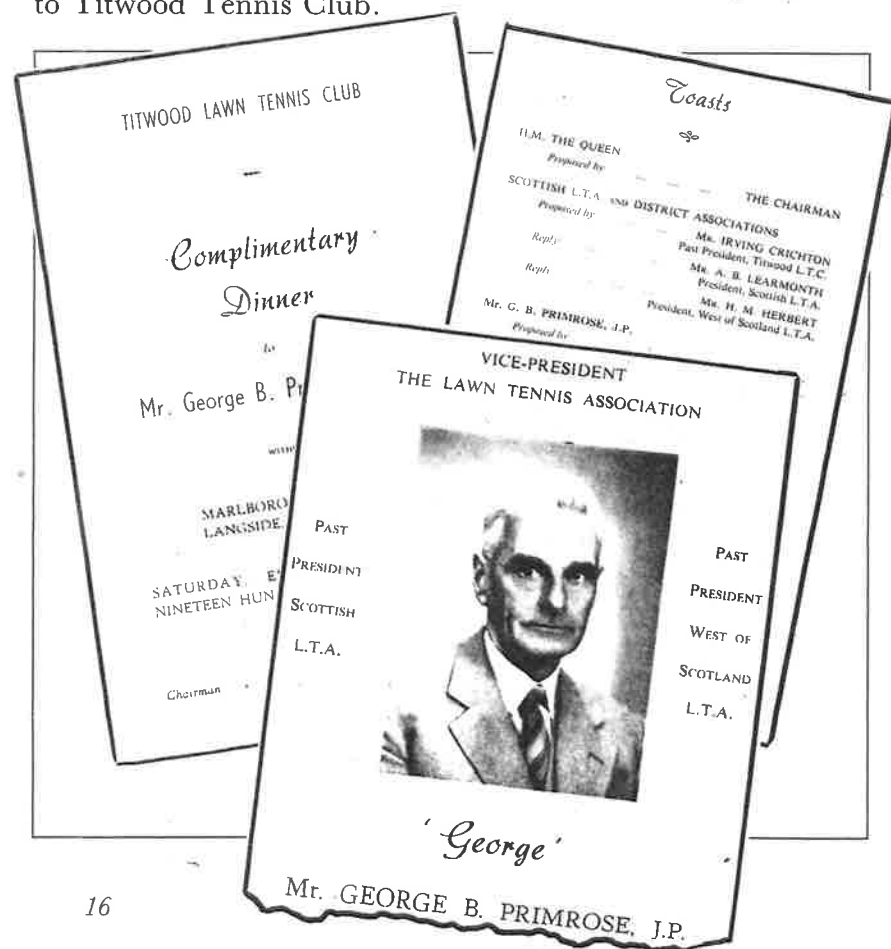 to Titwood Tennis Club.
TITWOOD LAWN TENNIS CLUB
Complimentary
Dinner
to
Mr. George B.
LANGSIDE,
SATURDAY,
NINETEEN
Chairman
Toasts
H.M. THE QUEEN
Proposed by THE CHAIRMAN
SCOTTISH L.T.A. AND DISTRICT ASSOCIATIONS
Proposed by Mr. IRVING CRICHTON
Past President, Titwood L.T.C.
Reply Mr. A. B. LEARMONTH
President, Scottish L.T.A.
Reply Mr. H. M. HERBERT
President, West of Scotland L.T.A.
Mr. G. B. PRIMROSE, J.P.
Proposed by
VICE-PRESIDENT
THE LAWN TENNIS ASSOCIATION
PAST
PRESIDENT
SCOTTISH
L.T.A.
PAST
PRESIDENT
WEST OF
SCOTLAND
L.T.A.
'George'
Mr. GEORGE B. PRIMROSE, J.P.
16